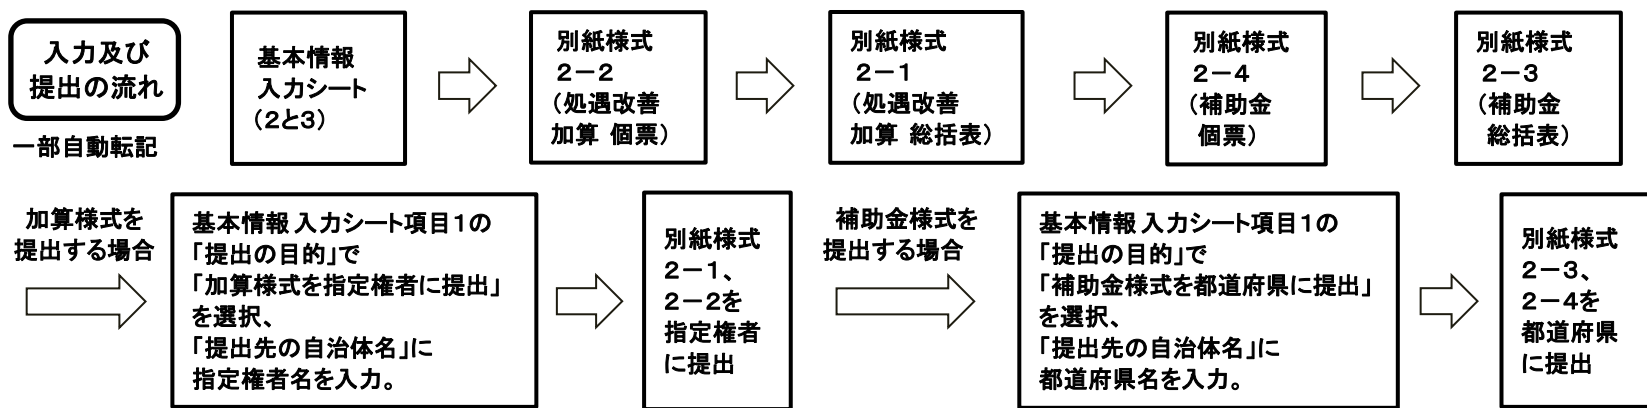 入力及び
提出の流れ
一部自動転記
基本情報
入力シート
(2と3)
別紙様式
2－2
(処遇改善
加算 個票)
別紙様式
2－1
(処遇改善
加算 総括表)
別紙様式
2－4
(補助金
個票)
別紙様式
2－3
(補助金
総括表)
加算様式を
提出する場合
基本情報 入力シート項目1の
「提出の目的」で
「加算様式を指定権者に提出」
を選択、
「提出先の自治体名」に
指定権者名を入力。
別紙様式
2－1、
2－2を
指定権者
に提出
補助金様式を
提出する場合
基本情報 入力シート項目1の
「提出の目的」で
「補助金様式を都道府県に提出」
を選択、
「提出先の自治体名」に
都道府県名を入力。
別紙様式
2－3、
2－4を
都道府県
に提出